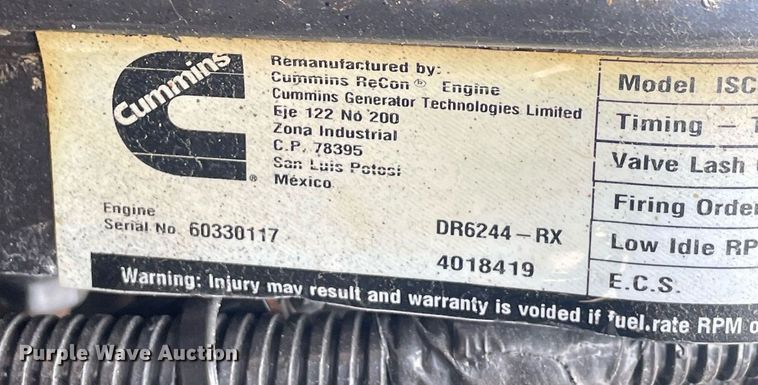 Cummins
Remanufactured by:
Cummins ReCon® Engine
Cummins Generator Technologies Limited
Eje 122 No 200
Zona Industrial
C.P. 78395
San Luis Potosi
México
Engine
Serial No. 60330117
DR6244-RX
4018419
Model ISC
Timing –
Valve Lash
Firing Order
Low Idle RP
E.C.S.
Warning: Injury may result and warranty is voided if fuel rate RPM o
Purple Wave Auction